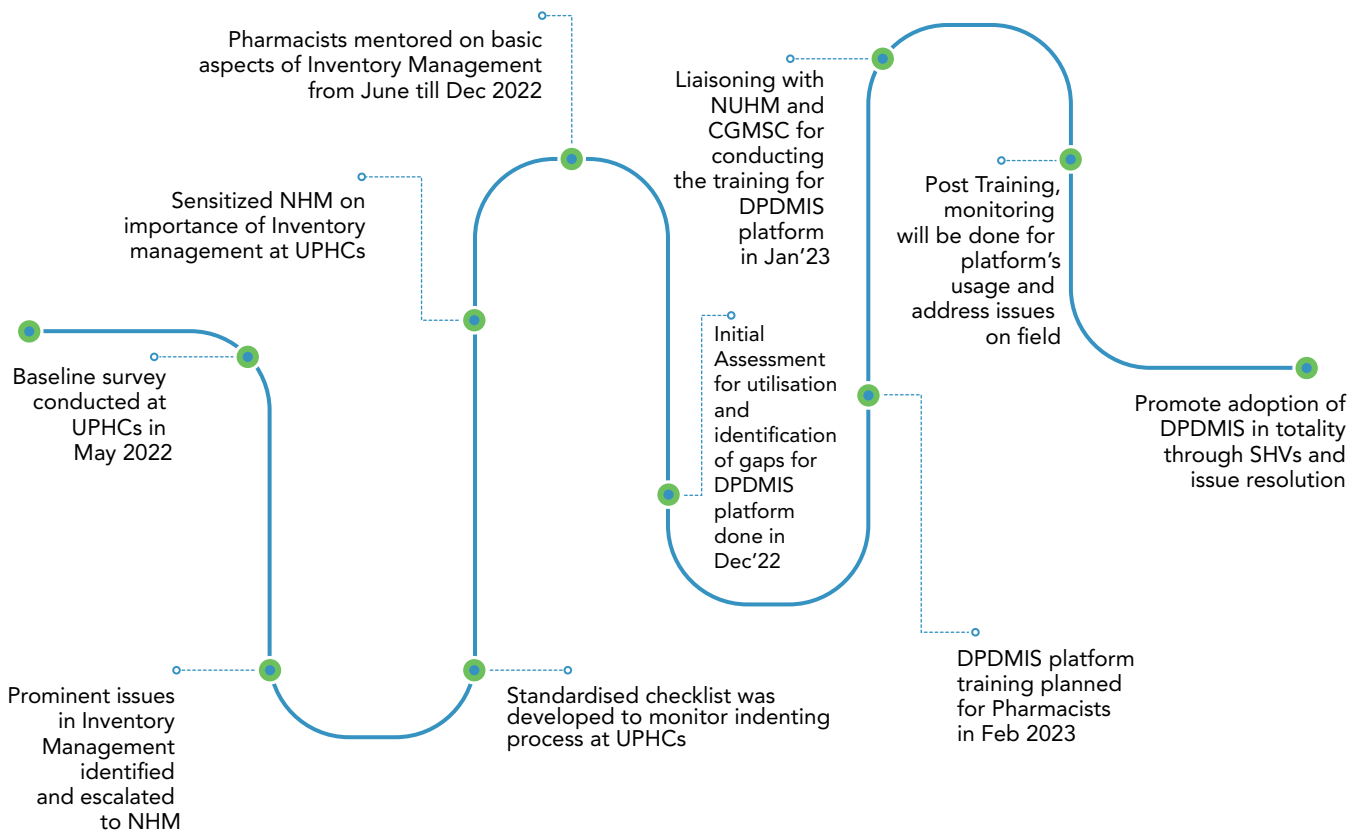 Baseline survey
conducted at
UPHCs in
May 2022
Prominent issues
in Inventory
Management
identified
and escalated
to NHM
Standardised checklist was
developed to monitor indenting
process at UPHCs
Sensitized NHM on
importance of Inventory
management at UPHCs
Pharmacists mentored on basic
aspects of Inventory Management
from June till Dec 2022
Initial
Assessment
for utilisation
and
identification
of gaps for
DPDMIS
platform
done in
Dec'22
DPDMIS platform
training planned
for Pharmacists
in Feb 2023
Liaisoning with
NUHM and
CGMSC for
conducting
the training for
DPDMIS
platform
in Jan'23
Post Training,
monitoring
will be done for
platform's
usage and
address issues
on field
Promote adoption of
DPDMIS in totality
through SHVs and
issue resolution